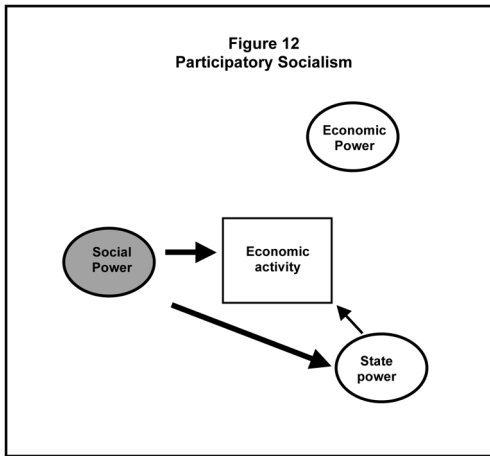 Figure 12
Participatory Socialism
Economic
Power
Social
Power
Economic
activity
State
power